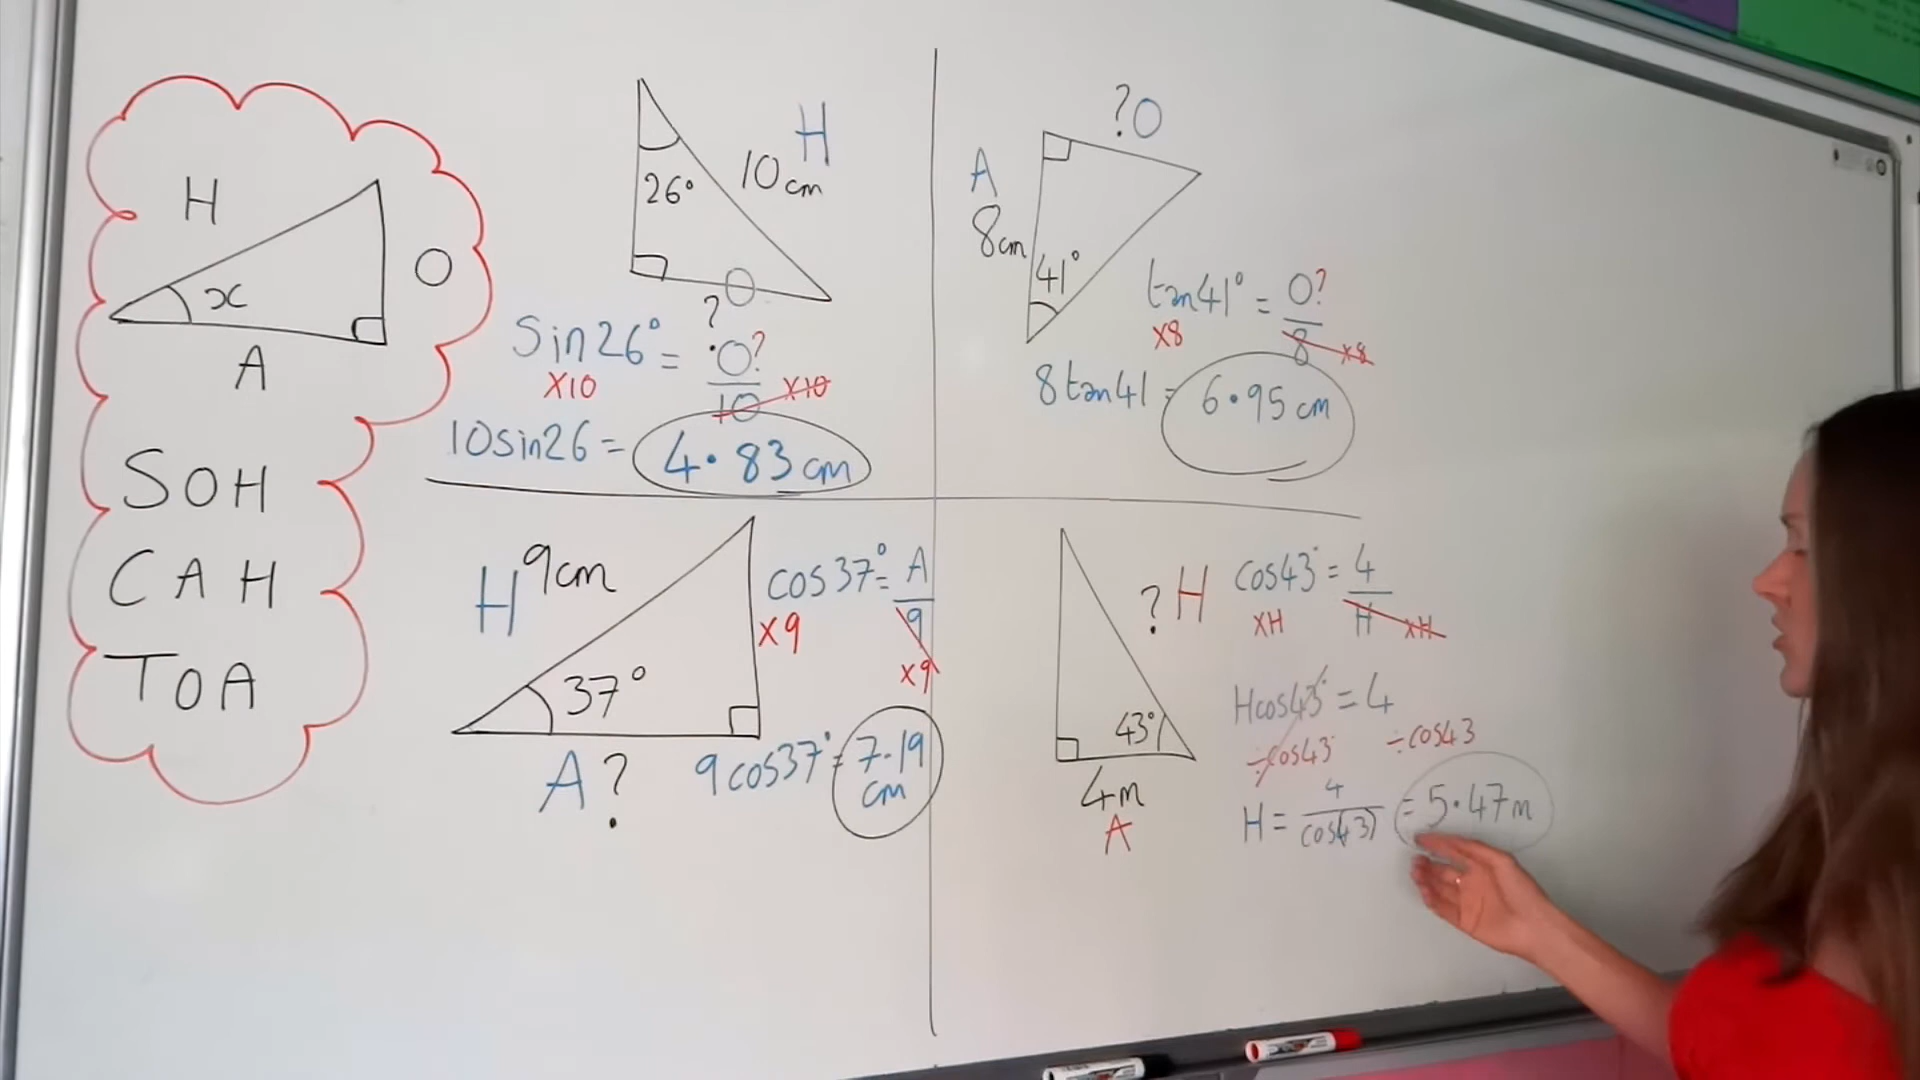 H
x
O
A
SOH
CAH
TOA
26°
10cm
H
O
?
Sin26° = O?
10
x10
x10
10sin26 = 4.83cm
?O
A
8cm
41°
tan41° = O?
8
x8
x8
8tan41 = 6.95cm
H
9cm
37°
A?
cos37° = A
9
x9
x9
9cos37° = 7.19
cm
?H
43°
4m
A
cos43° = 4
H
xH
xH
Hcos43° = 4
÷cos43° ÷cos43
H = 4
cos(43)
= 5.47m